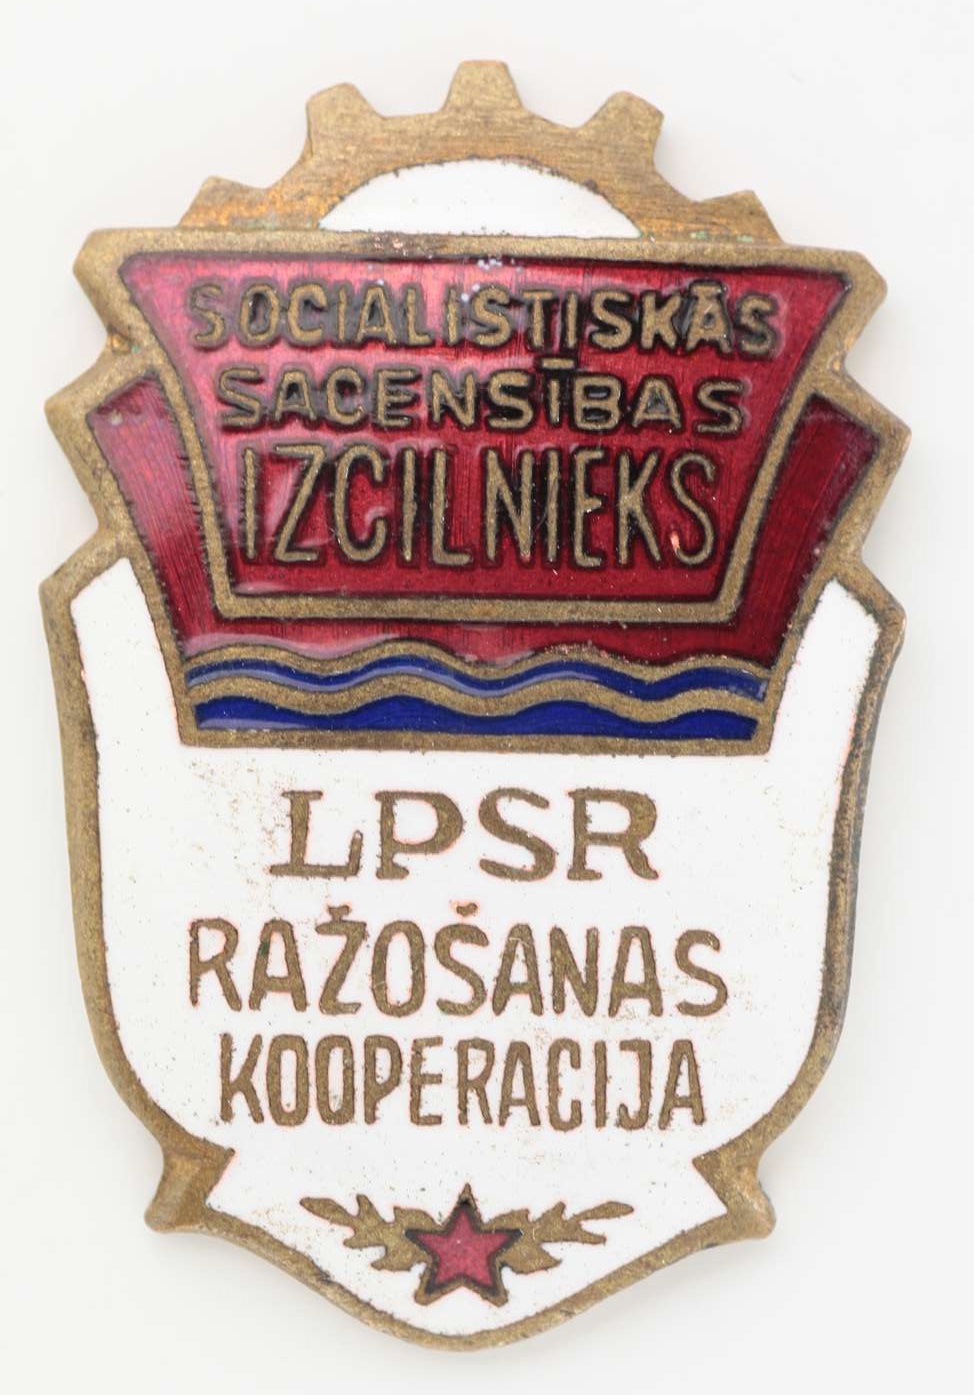 SOCIALISTISKĀS
SACENSĪBAS
IZCILNIEKS
LPSR
RAŽOŠANAS
KOOPERACIJA